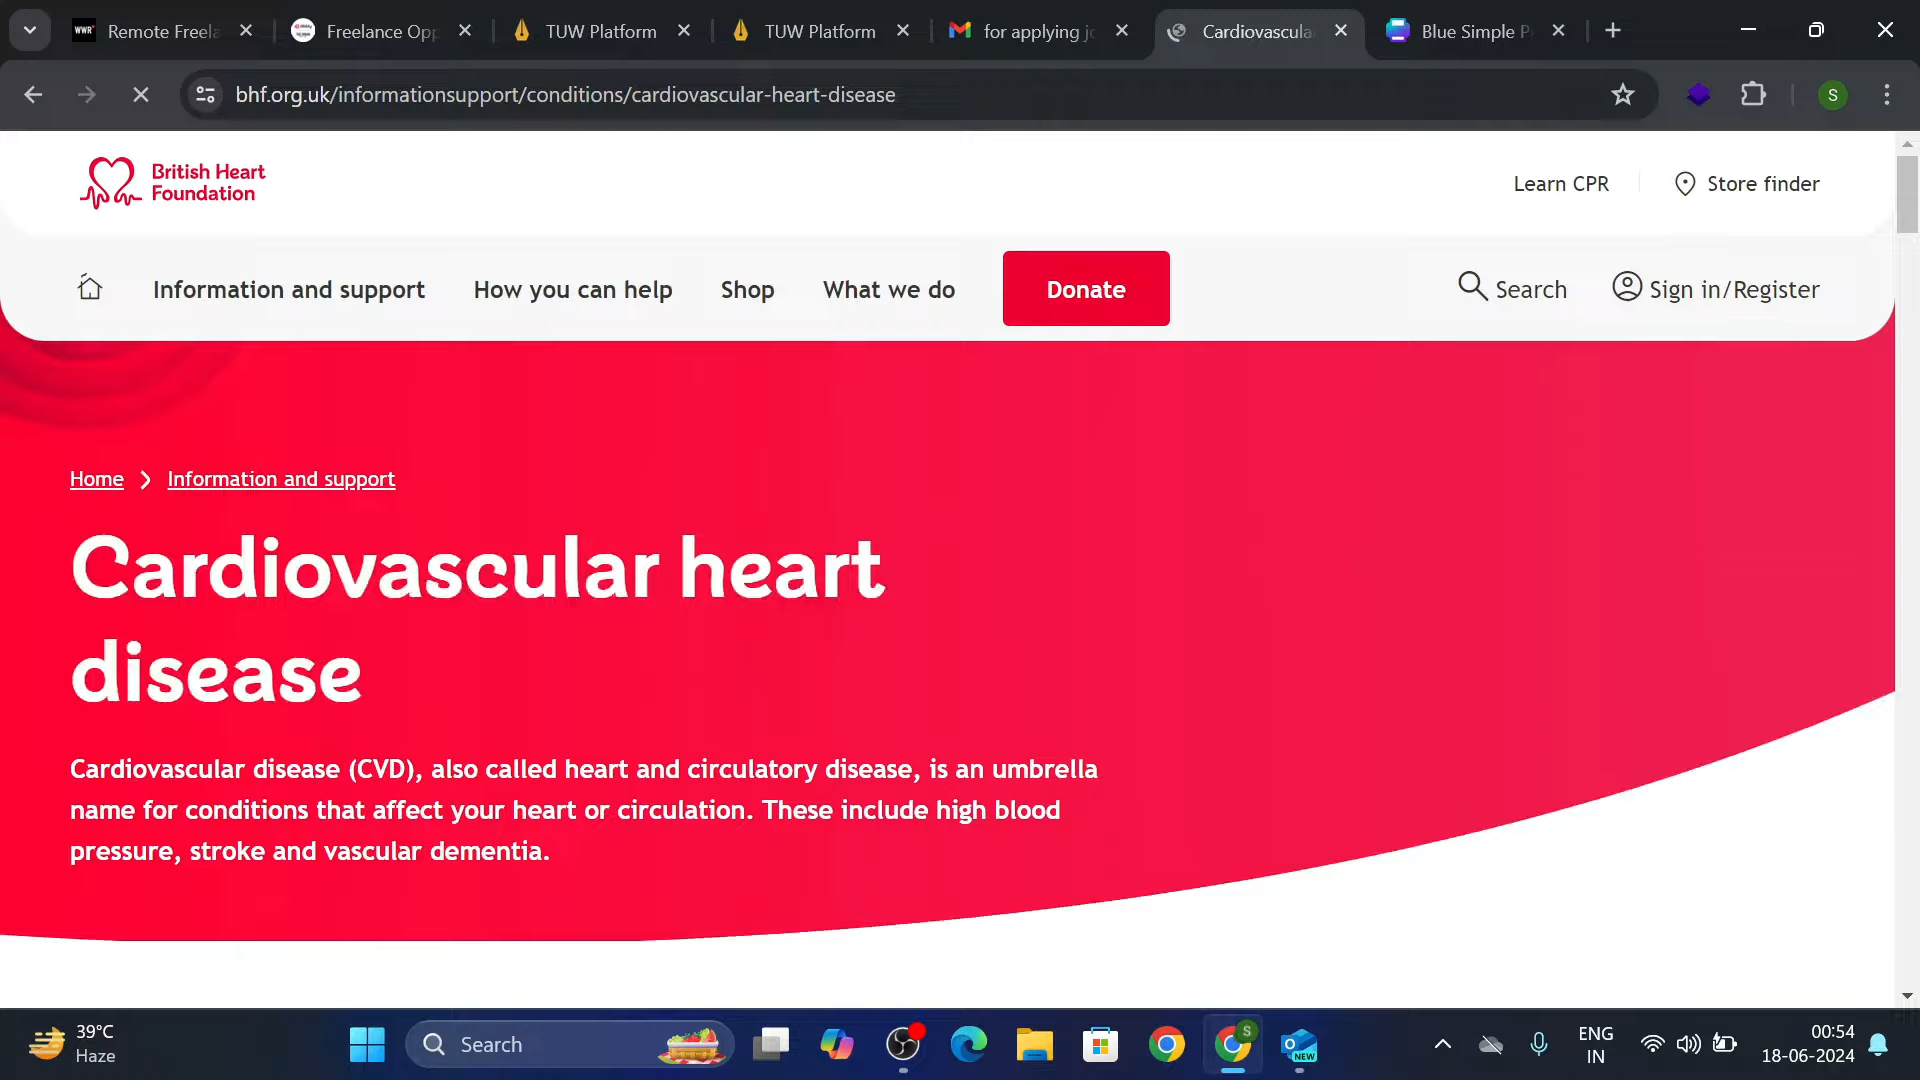 WWR Remote Freela
Freelance Opp
TUW Platform
TUW Platform
for applying jo
Cardiovascula
Blue Simple P
bhf.org.uk/informationsupport/conditions/cardiovascular-heart-disease
S
British Heart
Foundation
Learn CPR
Store finder
Information and support
How you can help
Shop
What we do
Donate
Search
Sign in/Register
Home
Information and support
Cardiovascular heart
disease
Cardiovascular disease (CVD), also called heart and circulatory disease, is an umbrella
name for conditions that affect your heart or circulation. These include high blood
pressure, stroke and vascular dementia.
39°C
Haze
Search
S
NEW
ENG
IN
00:54
18-06-2024